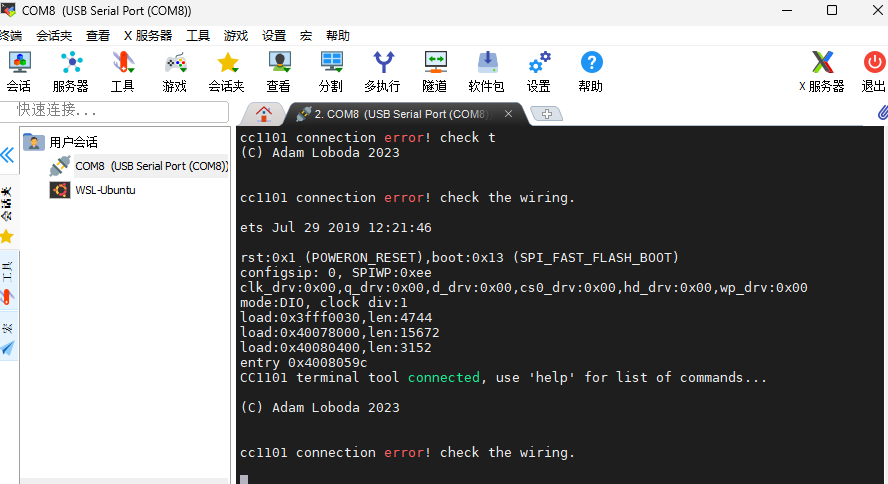 COM8 (USB Serial Port (COM8))
终端 会话夹 查看 X 服务器 工具 游戏 设置 宏 帮助
会话 服务器 工具 游戏 会话夹 查看 分割 多执行 隧道 软件包 设置 帮助 X 服务器 退出
快速连接...
2. COM8 (USB Serial Port (COM8)
用户会话
COM8 (USB Serial Port (COM8))
WSL-Ubuntu
会话夹
工具
宏
cc1101 connection error! check t
(C) Adam Loboda 2023
cc1101 connection error! check the wiring.
ets Jul 29 2019 12:21:46
rst:0x1 (POWERON_RESET),boot:0x13 (SPI_FAST_FLASH_BOOT)
configsip: 0, SPIWP:0xee
clk_drv:0x00,q_drv:0x00,d_drv:0x00,cs0_drv:0x00,hd_drv:0x00,wp_drv:0x00
mode:DIO, clock div:1
load:0x3fff0030,len:4744
load:0x40078000,len:15672
load:0x40080400,len:3152
entry 0x4008059c
CC1101 terminal tool connected, use 'help' for list of commands...
(C) Adam Loboda 2023
cc1101 connection error! check the wiring.